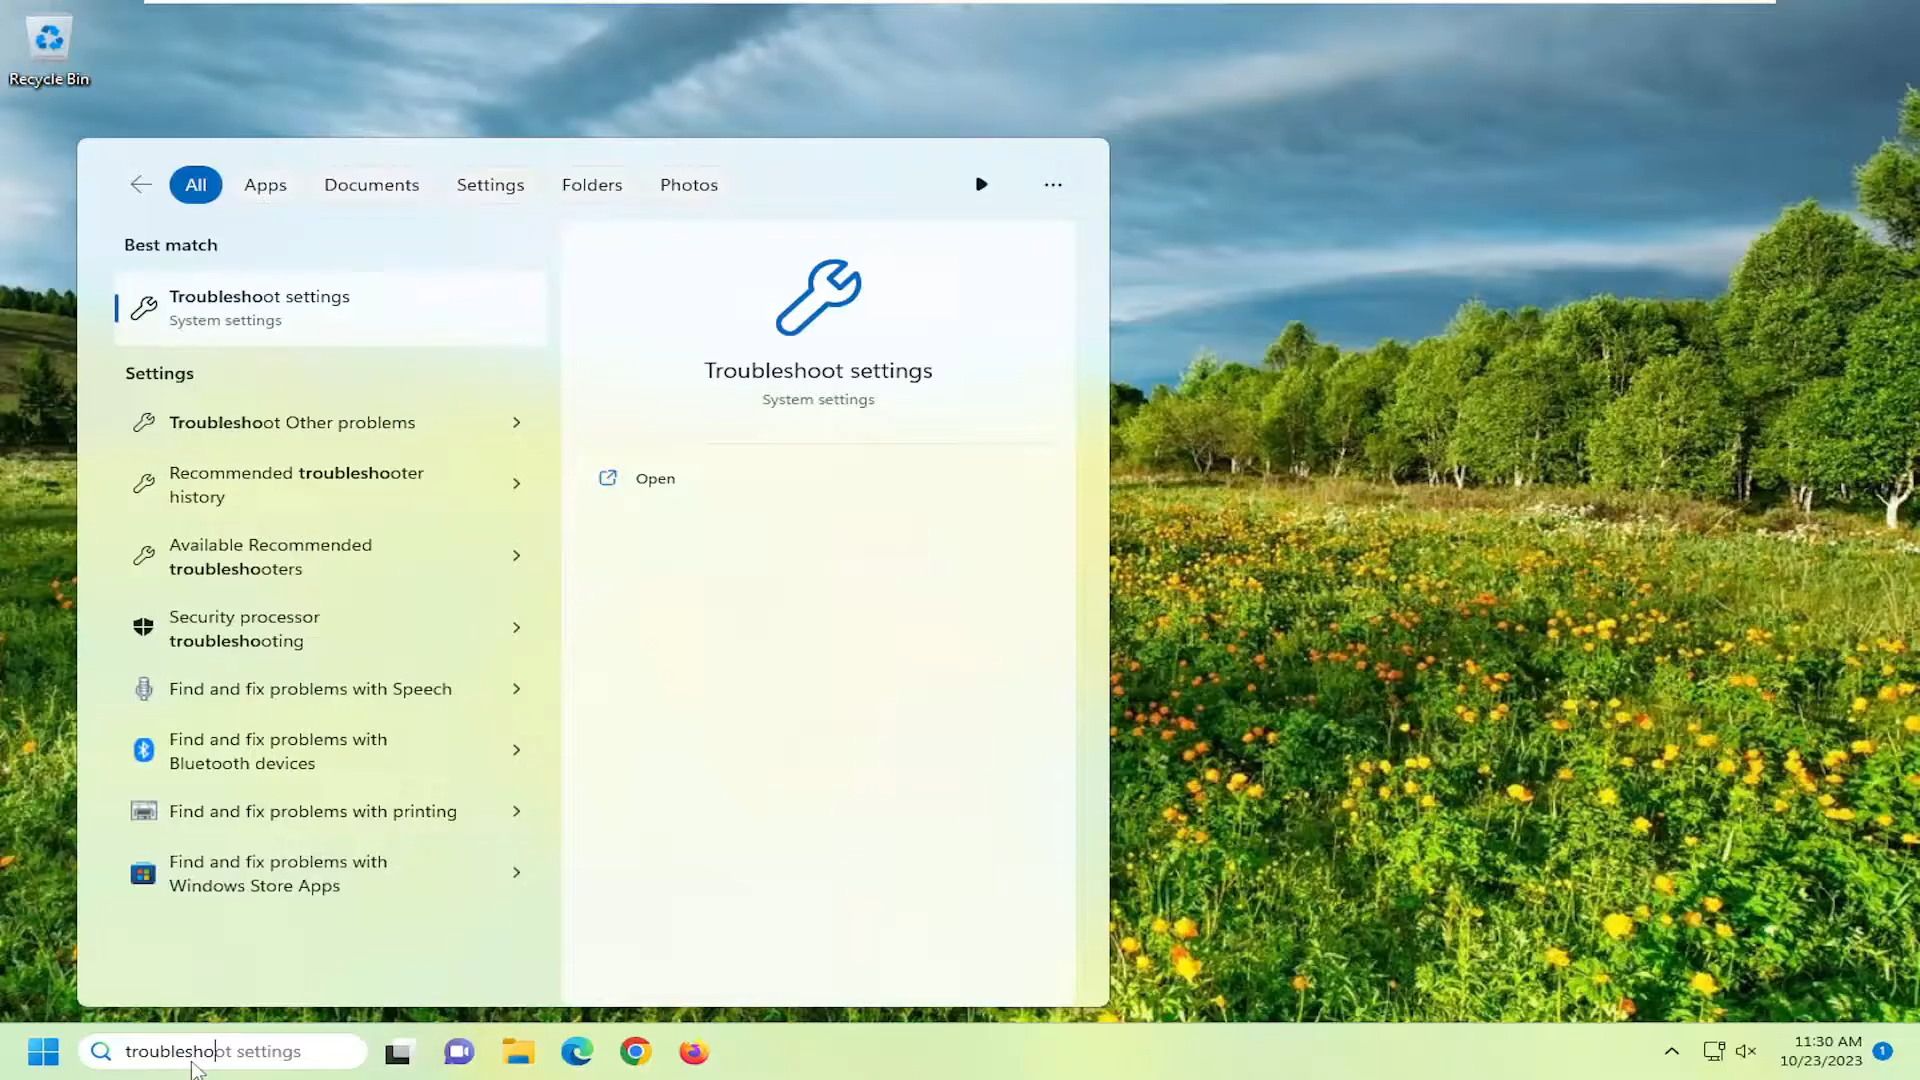 Recycle Bin
All
Apps
Documents
Settings
Folders
Photos
Best match
Troubleshoot settings
System settings
Settings
Troubleshoot Other problems
Recommended troubleshooter
history
Available Recommended
troubleshooters
Security processor
troubleshooting
Find and fix problems with Speech
Find and fix problems with
Bluetooth devices
Find and fix problems with printing
Find and fix problems with
Windows Store Apps
Troubleshoot settings
System settings
Open
troubleshoot settings
11:30 AM
10/23/2023
1